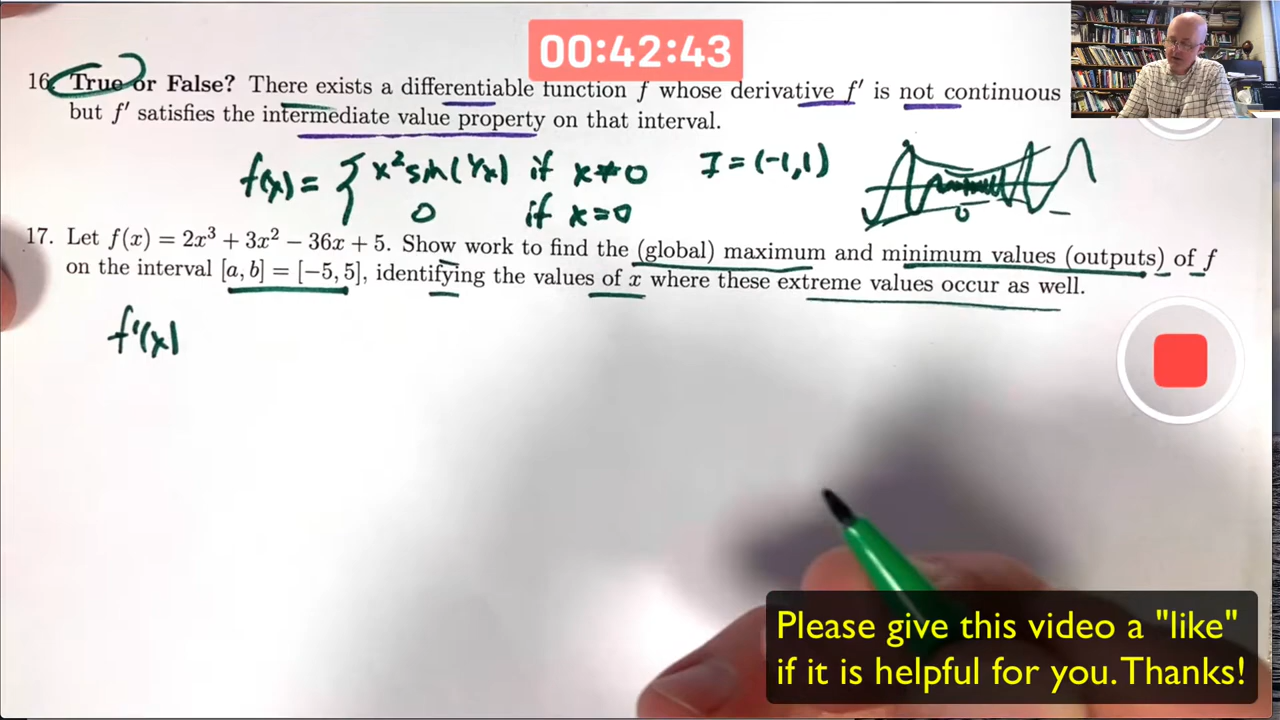 00:42:43
16. True or False? There exists a differentiable function f whose derivative f′ is not continuous
but f′ satisfies the intermediate value property on that interval.
f(x) = { x² sin(1/x) if x ≠ 0 I = (-1,1)
0 if x = 0
0
17. Let f(x) = 2x³ + 3x² − 36x + 5. Show work to find the (global) maximum and minimum values (outputs) of f
on the interval [a, b] = [−5, 5], identifying the values of x where these extreme values occur as well.
f'(x)
Please give this video a "like"
if it is helpful for you. Thanks!